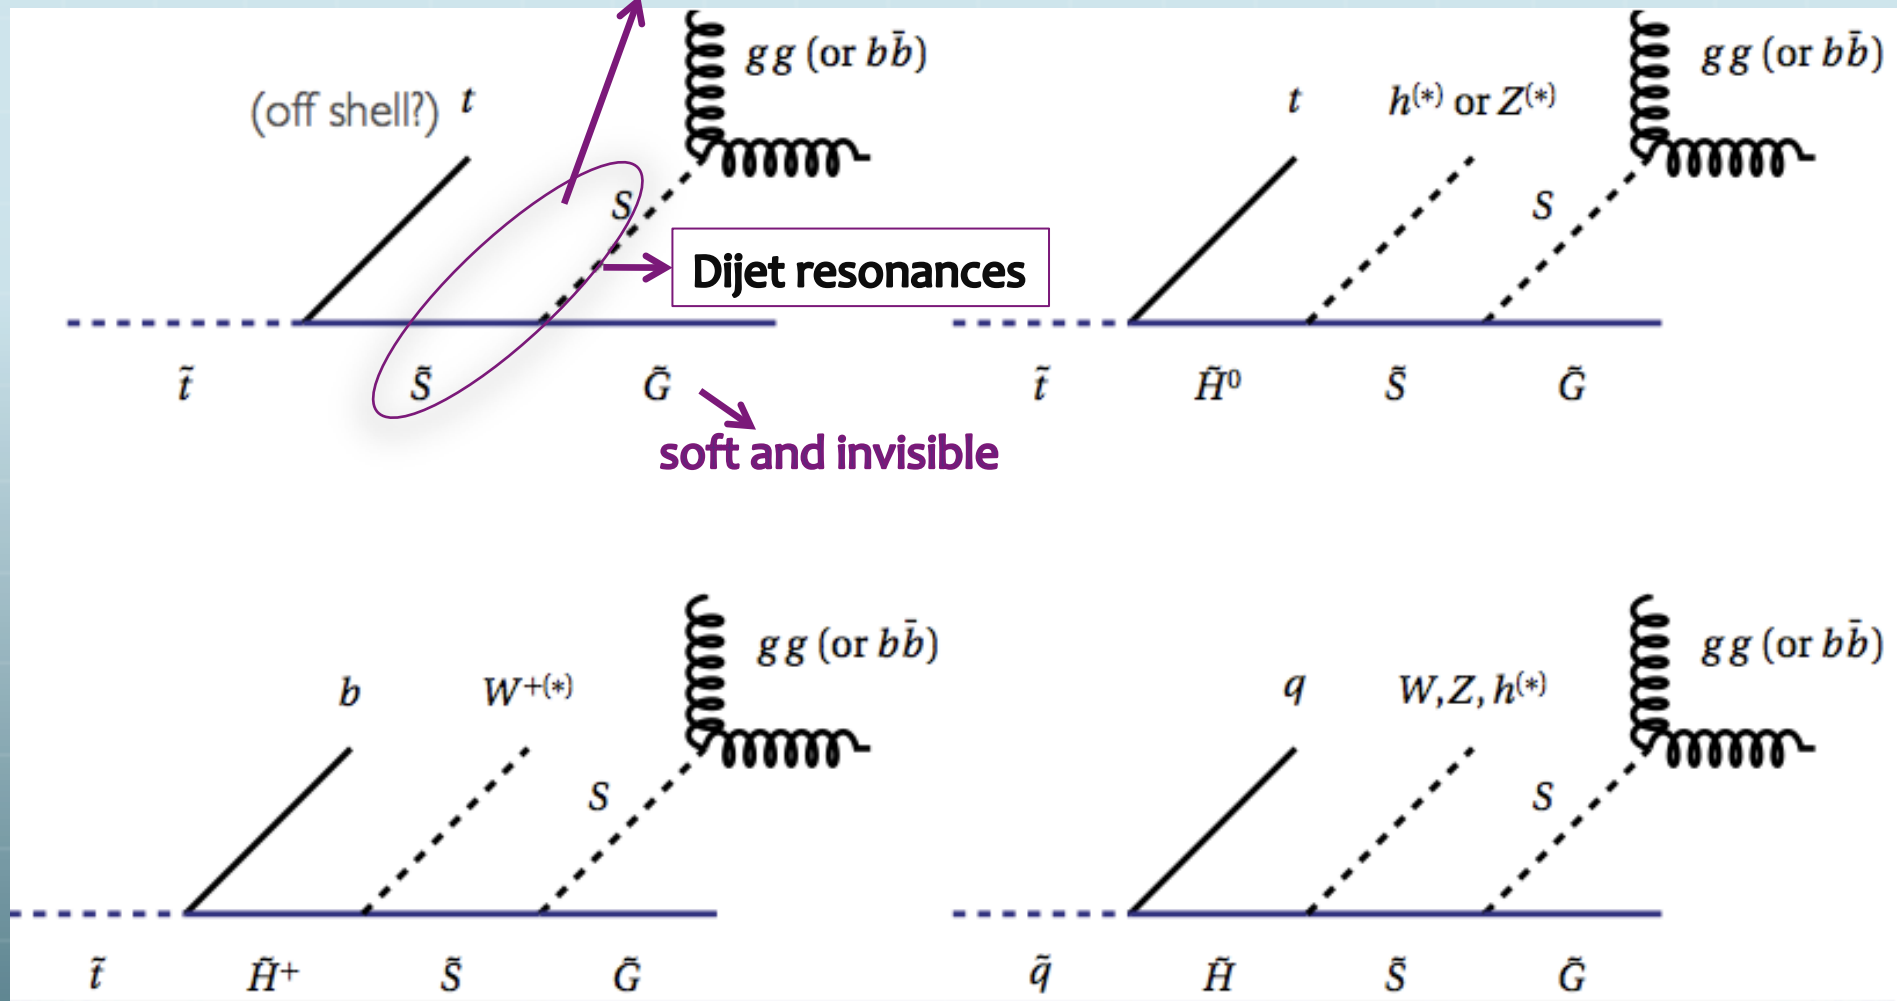 g g (or b b̄)
(off shell?) t
S
Dijet resonances
t̃ S̃ G̃
soft and invisible
g g (or b b̄)
t h⁽*⁾ or Z⁽*⁾
S
t̃ H̃⁰ S̃ G̃
g g (or b b̄)
b W⁺⁽*⁾
S
t̃ H̃⁺ S̃ G̃
g g (or b b̄)
q W, Z, h⁽*⁾
S
q̃ H̃ S̃ G̃